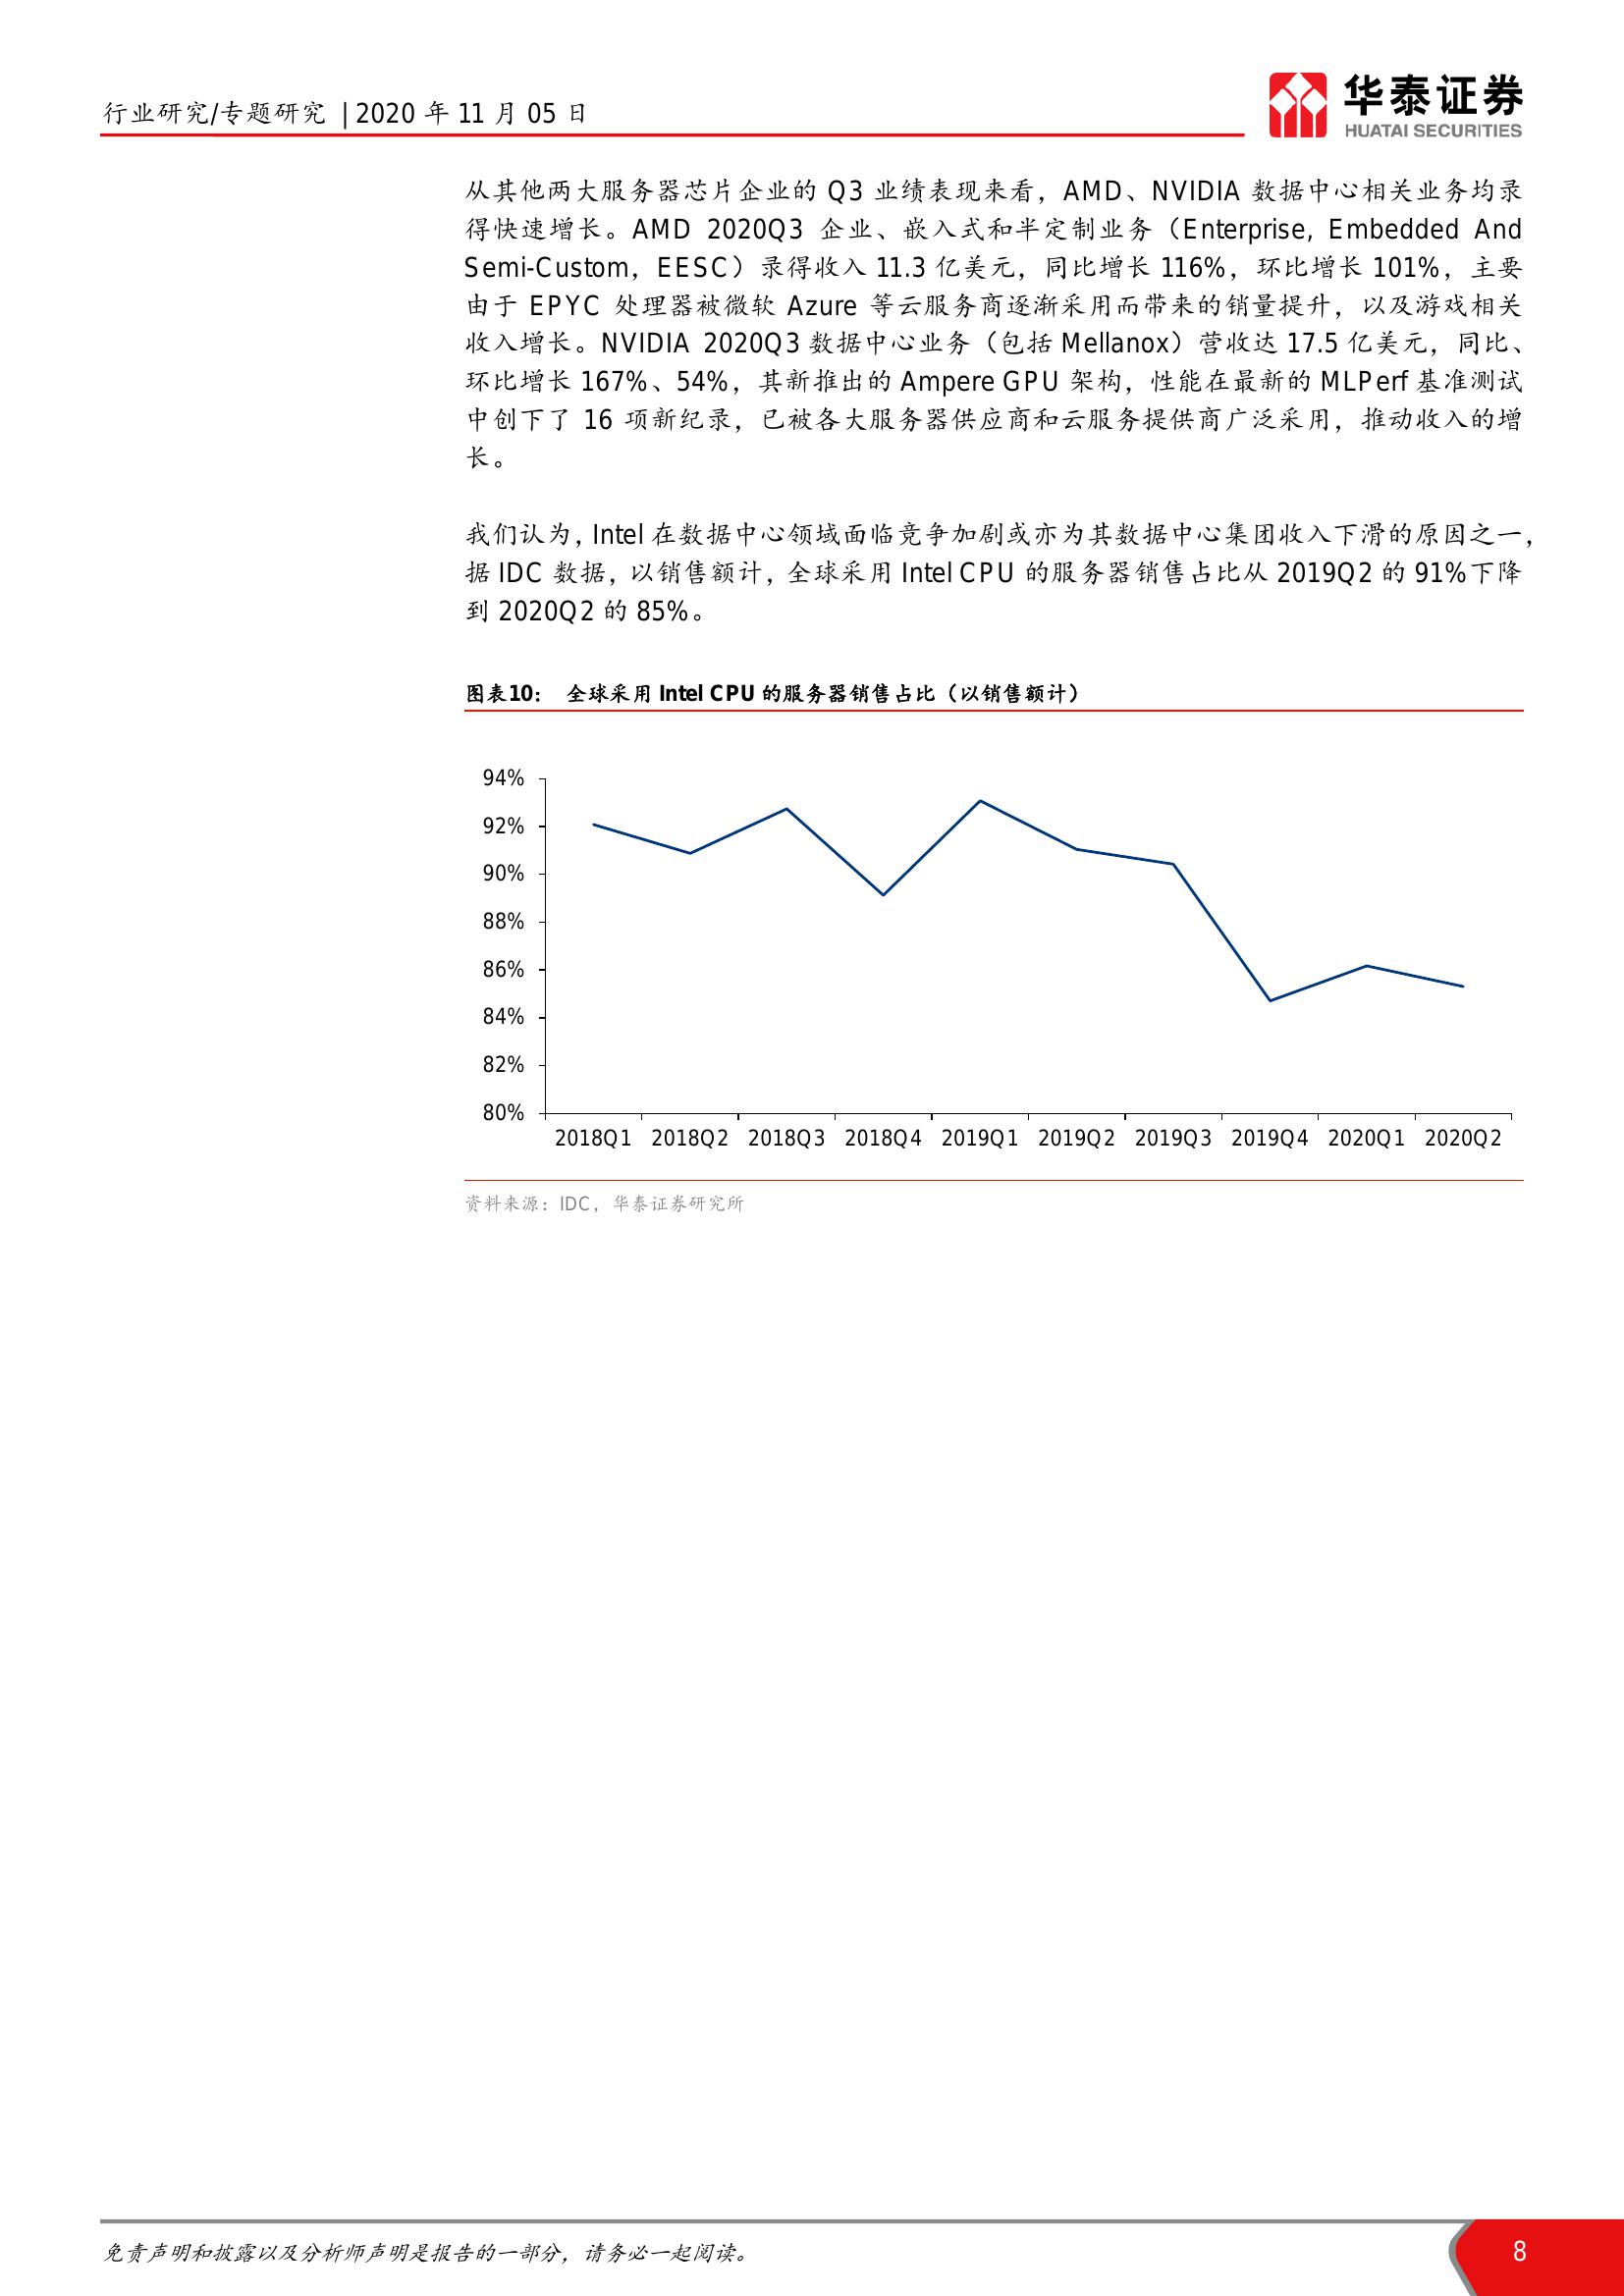 行业研究/专题研究 | 2020 年 11 月 05 日
华泰证券
HUATAI SECURITIES
从其他两大服务器芯片企业的 Q3 业绩表现来看，AMD、NVIDIA 数据中心相关业务均录
得快速增长。AMD 2020Q3 企业、嵌入式和半定制业务（Enterprise, Embedded And
Semi-Custom，EESC）录得收入 11.3 亿美元，同比增长 116%，环比增长 101%，主要
由于 EPYC 处理器被微软 Azure 等云服务商逐渐采用而带来的销量提升，以及游戏相关
收入增长。NVIDIA 2020Q3 数据中心业务（包括 Mellanox）营收达 17.5 亿美元，同比、
环比增长 167%、54%，其新推出的 Ampere GPU 架构，性能在最新的 MLPerf 基准测试
中创下了 16 项新纪录，已被各大服务器供应商和云服务提供商广泛采用，推动收入的增
长。
我们认为，Intel 在数据中心领域面临竞争加剧或亦为其数据中心集团收入下滑的原因之一，
据 IDC 数据，以销售额计，全球采用 Intel CPU 的服务器销售占比从 2019Q2 的 91%下降
到 2020Q2 的 85%。
图表10： 全球采用 Intel CPU 的服务器销售占比（以销售额计）
94%
92%
90%
88%
86%
84%
82%
80%
2018Q1 2018Q2 2018Q3 2018Q4 2019Q1 2019Q2 2019Q3 2019Q4 2020Q1 2020Q2
资料来源：IDC，华泰证券研究所
免责声明和披露以及分析师声明是报告的一部分，请务必一起阅读。
8